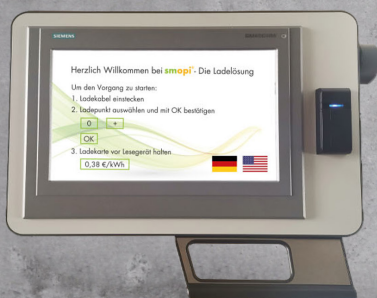 SIEMENS
Herzlich Willkommen bei smopi® - Die Ladelösung
Um den Vorgang zu starten:
1. Ladekabel einstecken
2. Ladepunkt auswählen und mit OK bestätigen
0 +
OK
3. Ladekarte vor Lesegerät halten
0,38 €/kWh